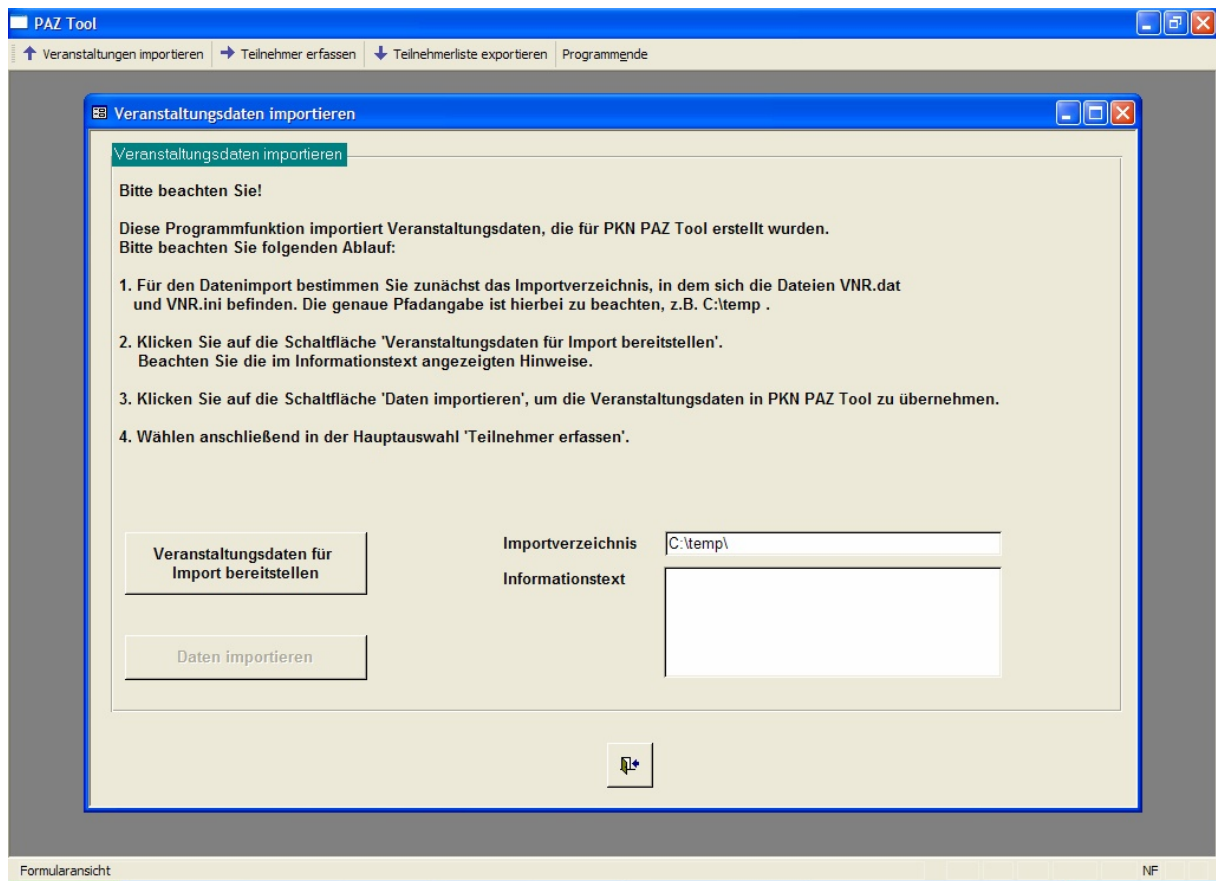 PAZ Tool
Veranstaltungen importieren Teilnehmer erfassen Teilnehmerliste exportieren Programmende
Veranstaltungsdaten importieren
Veranstaltungsdaten importieren
Bitte beachten Sie!
Diese Programmfunktion importiert Veranstaltungsdaten, die für PKN PAZ Tool erstellt wurden.
Bitte beachten Sie folgenden Ablauf:
1. Für den Datenimport bestimmen Sie zunächst das Importverzeichnis, in dem sich die Dateien VNR.dat
und VNR.ini befinden. Die genaue Pfadangabe ist hierbei zu beachten, z.B. C:\temp .
2. Klicken Sie auf die Schaltfläche 'Veranstaltungsdaten für Import bereitstellen'.
Beachten Sie die im Informationstext angezeigten Hinweise.
3. Klicken Sie auf die Schaltfläche 'Daten importieren', um die Veranstaltungsdaten in PKN PAZ Tool zu übernehmen.
4. Wählen anschließend in der Hauptauswahl 'Teilnehmer erfassen'.
Veranstaltungsdaten für
Import bereitstellen
Importverzeichnis C:\temp\
Informationstext
Daten importieren
Formularansicht NF